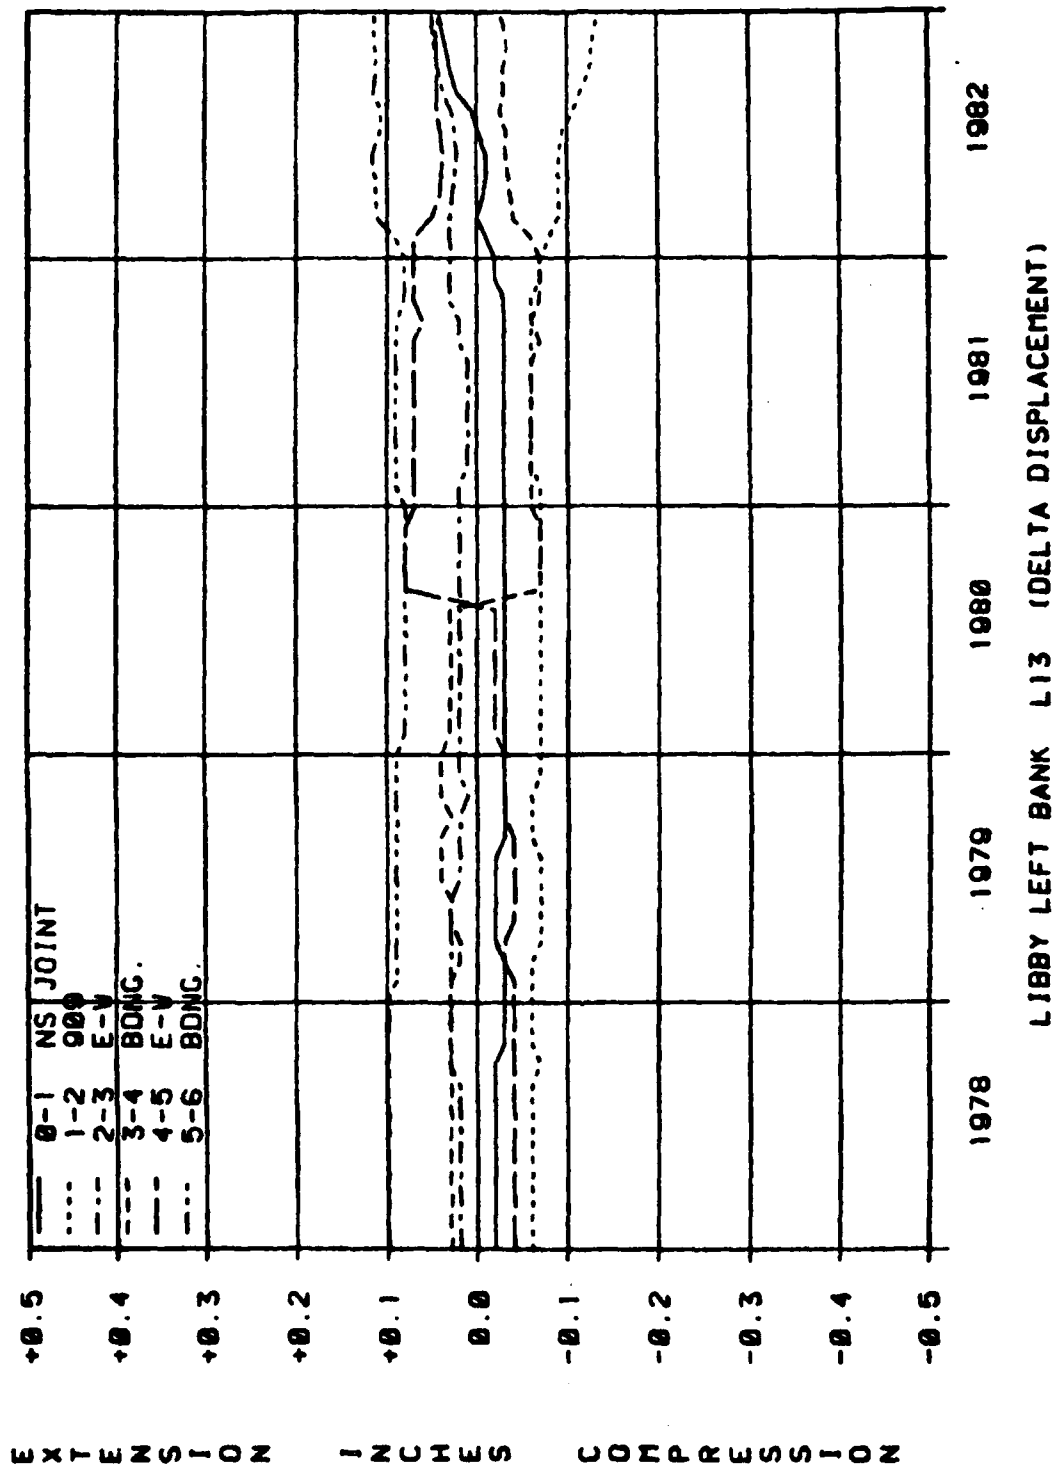 EXTENSION INCHES COMPRESSION
+0.5
+0.4
+0.3
+0.2
+0.1
0.0
-0.1
-0.2
-0.3
-0.4
-0.5
0-1 NS JOINT
1-2 909
2-3 E-W
3-4 BDNG.
4-5 E-W
5-6 BDNG.
1978 1979 1980 1981 1982
LIBBY LEFT BANK L13 (DELTA DISPLACEMENT)